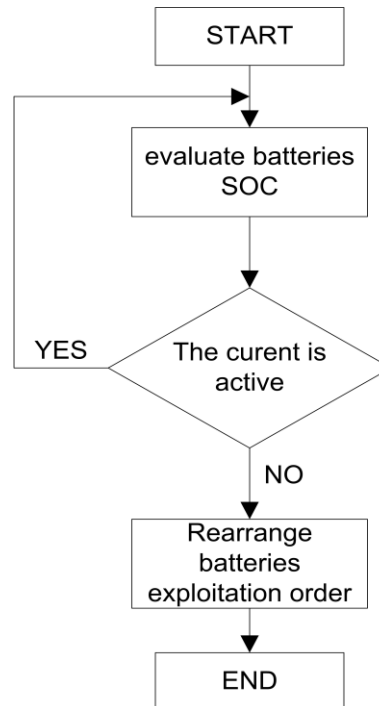 START
evaluate batteries
SOC
The curent is
active
YES
NO
Rearrange
batteries
exploitation order
END